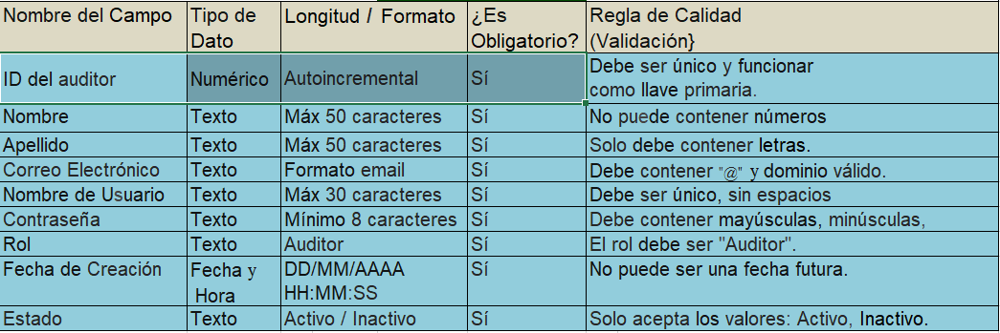 Nombre del Campo Tipo de Dato Longitud / Formato ¿Es Obligatorio? Regla de Calidad (Validación}
ID del auditor Numérico Autoincremental Sí Debe ser único y funcionar como llave primaria.
Nombre Texto Máx 50 caracteres Sí No puede contener números
Apellido Texto Máx 50 caracteres Sí Solo debe contener letras.
Correo Electrónico Texto Formato email Sí Debe contener "@" y dominio válido.
Nombre de Usuario Texto Máx 30 caracteres Sí Debe ser único, sin espacios
Contraseña Texto Mínimo 8 caracteres Sí Debe contener mayúsculas, minúsculas,
Rol Texto Auditor Sí El rol debe ser "Auditor".
Fecha de Creación Fecha y Hora DD/MM/AAAA HH:MM:SS Sí No puede ser una fecha futura.
Estado Texto Activo / Inactivo Sí Solo acepta los valores: Activo, Inactivo.